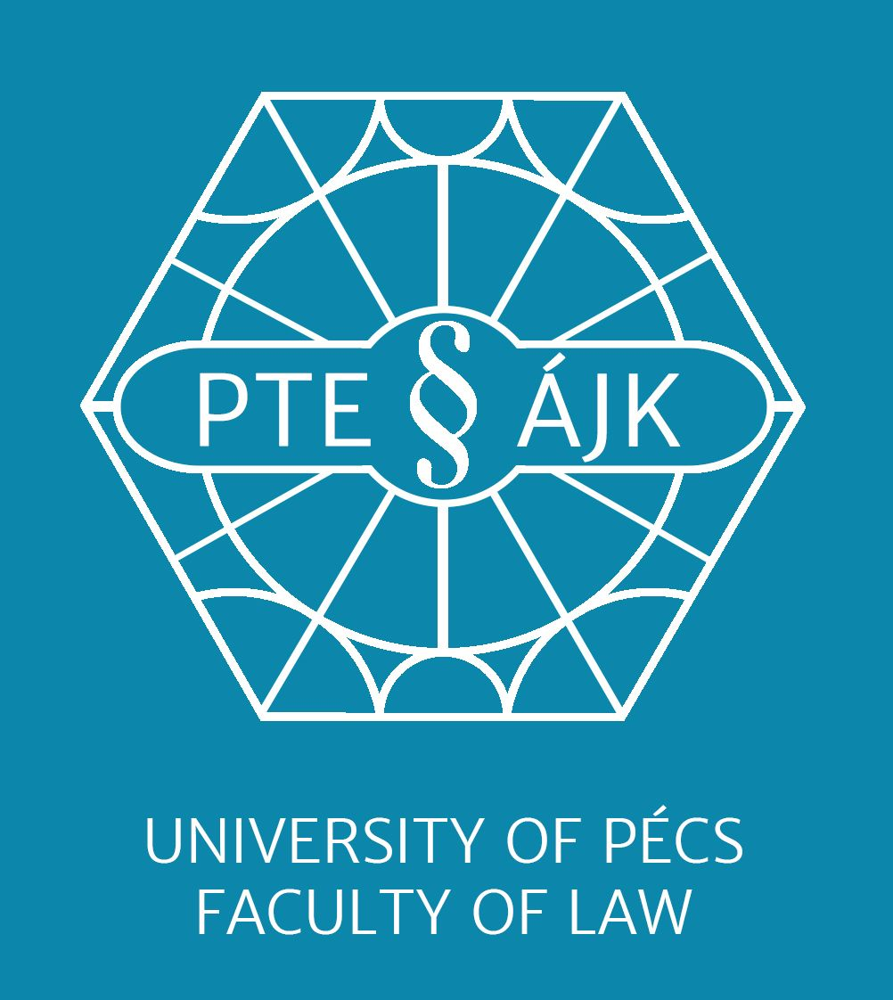 PTE § ÁJK
UNIVERSITY OF PÉCS
FACULTY OF LAW